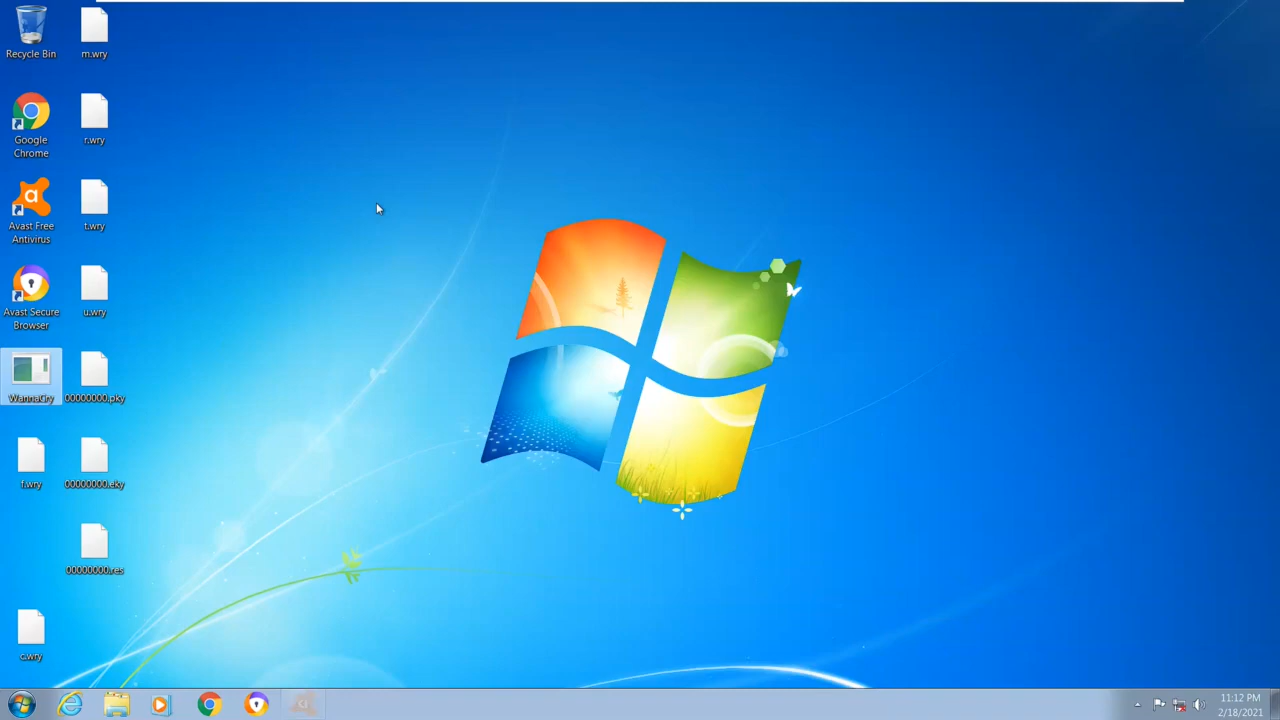 Recycle Bin
m.wry
Google
Chrome
r.wry
Avast Free
Antivirus
t.wry
Avast Secure
Browser
u.wry
WannaCry
00000000.pky
f.wry
00000000.eky
00000000.res
c.wry
11:12 PM
2/18/2021